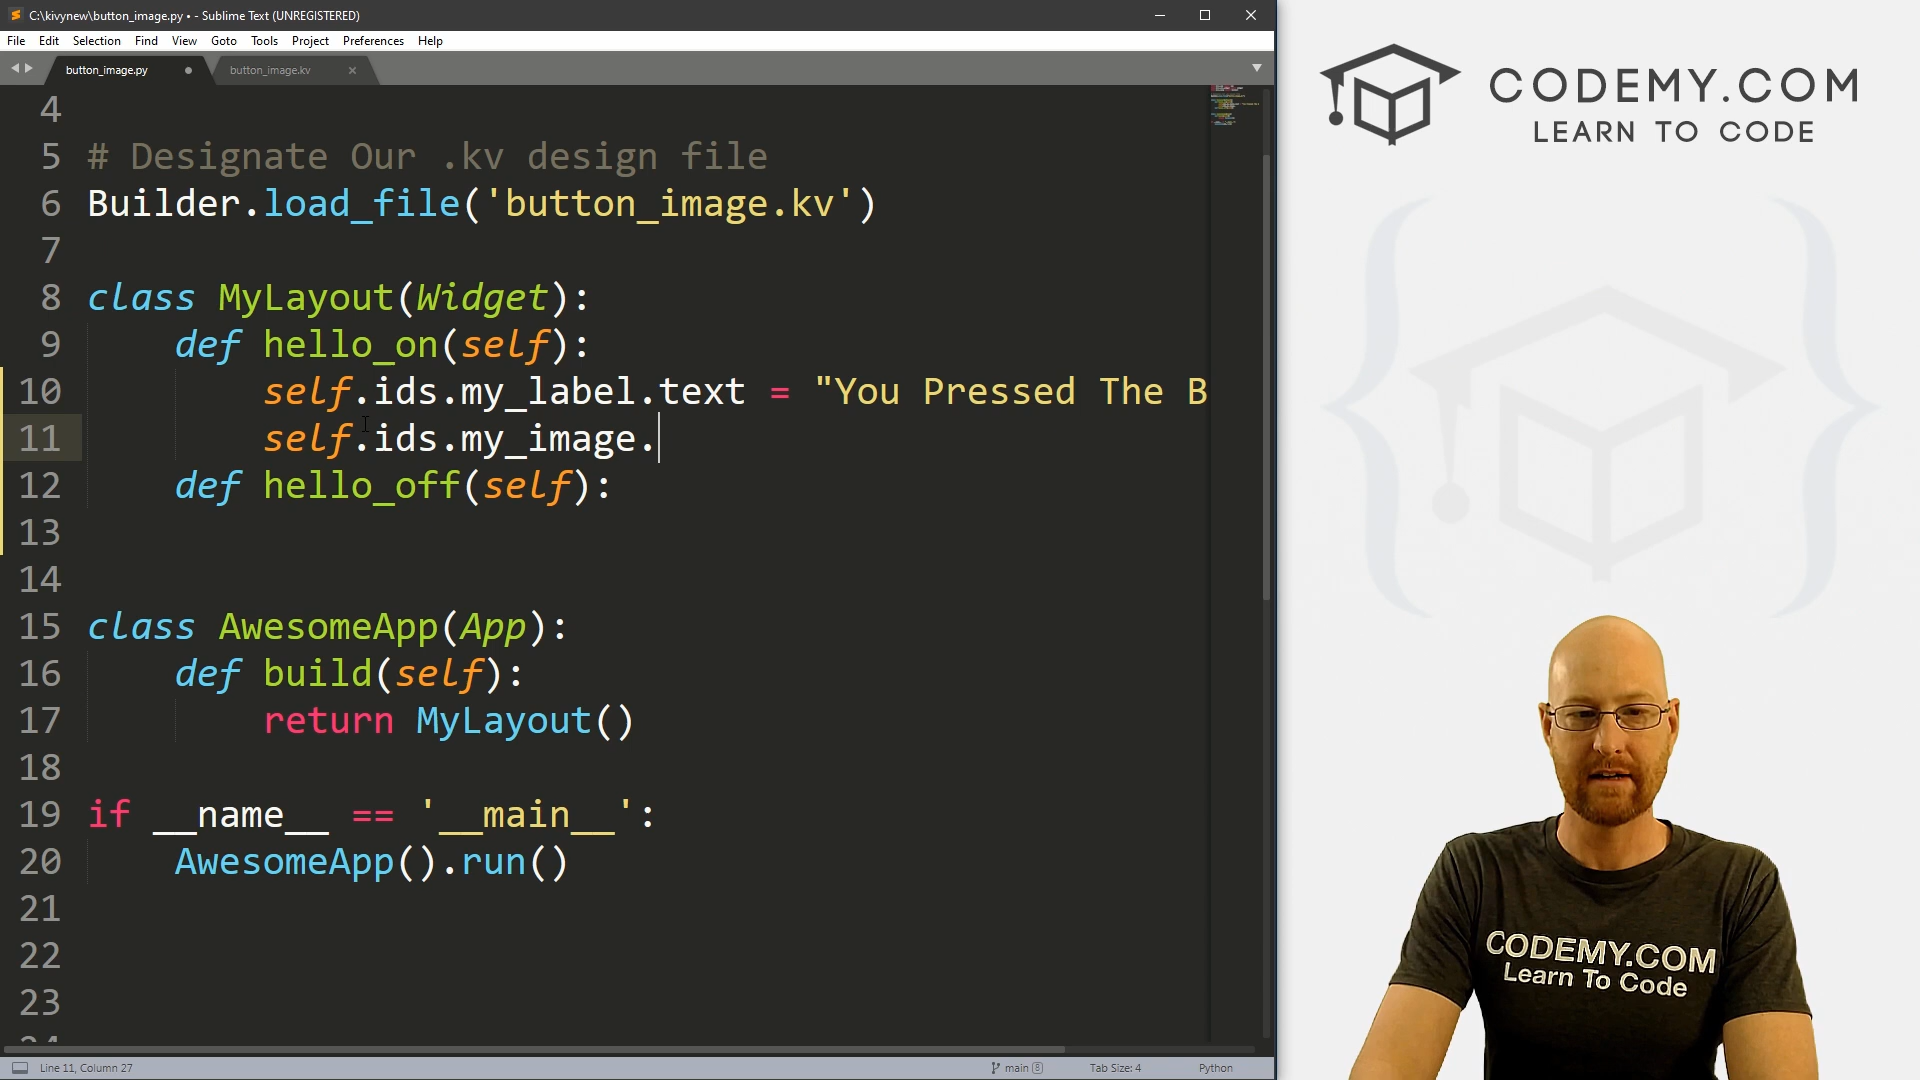 C:\kivynew\button_image.py • - Sublime Text (UNREGISTERED)
File Edit Selection Find View Goto Tools Project Preferences Help
button_image.py button_image.kv
4
5 # Designate Our .kv design file
6 Builder.load_file('button_image.kv')
7
8 class MyLayout(Widget):
9 def hello_on(self):
10 self.ids.my_label.text = "You Pressed The B
11 self.ids.my_image.
12 def hello_off(self):
13
14
15 class AwesomeApp(App):
16 def build(self):
17 return MyLayout()
18
19 if __name__ == '__main__':
20 AwesomeApp().run()
21
22
23
Line 11, Column 27 main 8 Tab Size: 4 Python
CODEMY.COM
LEARN TO CODE
CODEMY.COM
Learn To Code